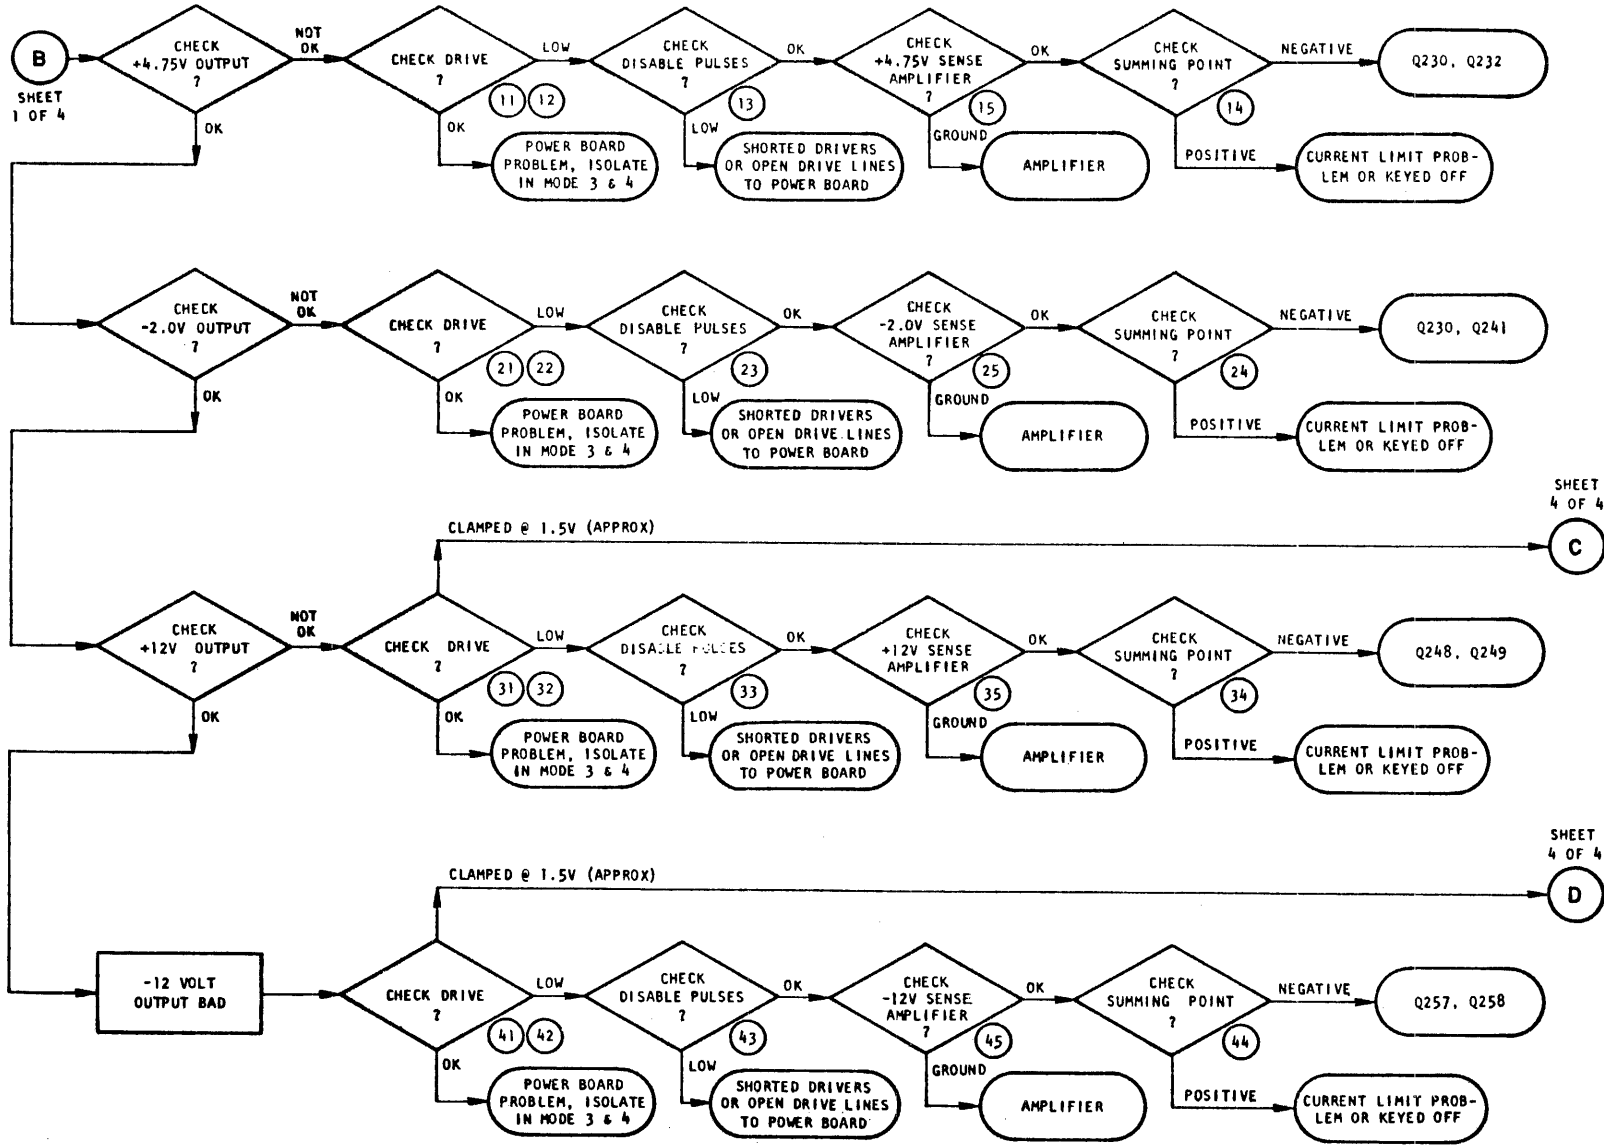 B
SHEET
1 OF 4
CHECK
+4.75V OUTPUT
?
NOT
OK
OK
CHECK DRIVE
?
11 12
LOW
OK
POWER BOARD
PROBLEM, ISOLATE
IN MODE 3 & 4
CHECK
DISABLE PULSES
?
13
OK
LOW
SHORTED DRIVERS
OR OPEN DRIVE LINES
TO POWER BOARD
CHECK
+4.75V SENSE
AMPLIFIER
?
15
OK
GROUND
AMPLIFIER
CHECK
SUMMING POINT
?
14
NEGATIVE
Q230, Q232
POSITIVE
CURRENT LIMIT PROB-
LEM OR KEYED OFF
CHECK
-2.0V OUTPUT
?
NOT
OK
OK
CHECK DRIVE
?
21 22
LOW
OK
POWER BOARD
PROBLEM, ISOLATE
IN MODE 3 & 4
CHECK
DISABLE PULSES
?
23
OK
LOW
SHORTED DRIVERS
OR OPEN DRIVE LINES
TO POWER BOARD
CHECK
-2.0V SENSE
AMPLIFIER
?
25
OK
GROUND
AMPLIFIER
CHECK
SUMMING POINT
?
24
NEGATIVE
Q230, Q241
POSITIVE
CURRENT LIMIT PROB-
LEM OR KEYED OFF
CLAMPED @ 1.5V (APPROX)
SHEET
4 OF 4
C
CHECK
+12V OUTPUT
?
NOT
OK
OK
CHECK DRIVE
?
31 32
LOW
OK
POWER BOARD
PROBLEM, ISOLATE
IN MODE 3 & 4
CHECK
DISABLE PULSES
?
33
OK
LOW
SHORTED DRIVERS
OR OPEN DRIVE LINES
TO POWER BOARD
CHECK
+12V SENSE
AMPLIFIER
?
35
OK
GROUND
AMPLIFIER
CHECK
SUMMING POINT
?
34
NEGATIVE
Q248, Q249
POSITIVE
CURRENT LIMIT PROB-
LEM OR KEYED OFF
CLAMPED @ 1.5V (APPROX)
SHEET
4 OF 4
D
-12 VOLT
OUTPUT BAD
CHECK DRIVE
?
41 42
LOW
OK
POWER BOARD
PROBLEM, ISOLATE
IN MODE 3 & 4
CHECK
DISABLE PULSES
?
43
OK
LOW
SHORTED DRIVERS
OR OPEN DRIVE LINES
TO POWER BOARD
CHECK
-12V SENSE
AMPLIFIER
?
45
OK
GROUND
AMPLIFIER
CHECK
SUMMING POINT
?
44
NEGATIVE
Q257, Q258
POSITIVE
CURRENT LIMIT PROB-
LEM OR KEYED OFF